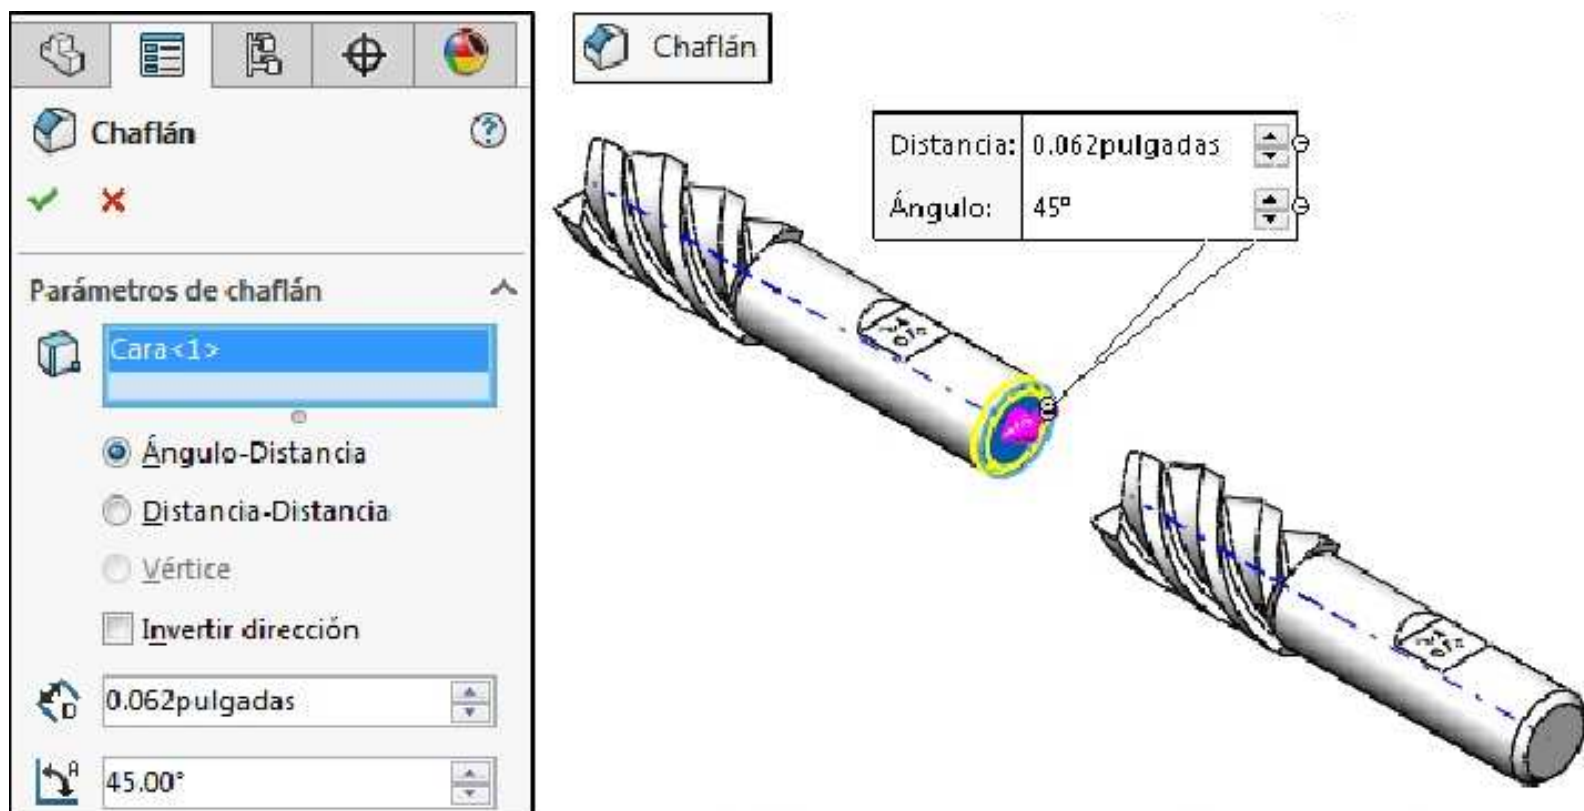 Chaflán
Parámetros de chaflán
Cara<1>
Ángulo-Distancia
Distancia-Distancia
Vértice
Invertir dirección
D
0.062pulgadas
A
45.00°
Chaflán
Distancia: 0.062pulgadas
Ángulo: 45°